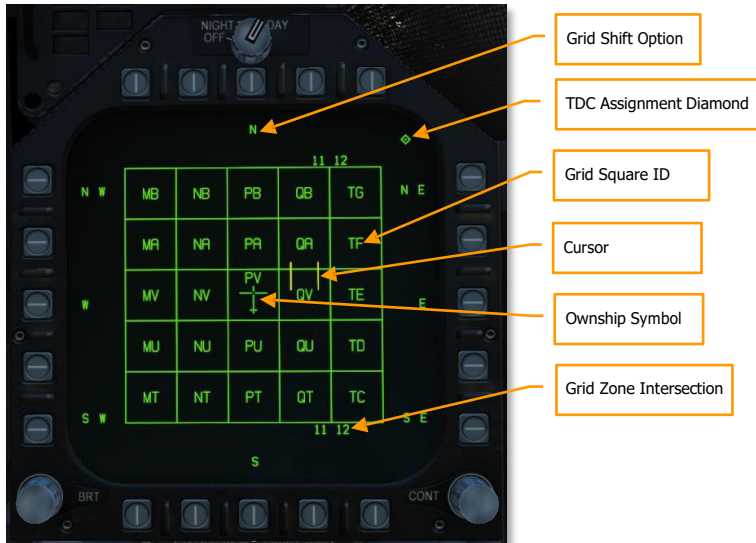 NIGHT DAY
OFF
Grid Shift Option
TDC Assignment Diamond
N
11 12
N W MB NB PB QB TG N E
Grid Square ID
MA NA PA QA TF
Cursor
PV
W MV NV QV TE E
Ownship Symbol
MU NU PU QU TD
Grid Zone Intersection
S W MT NT PT QT TC S E
11 12
S
BRT CONT